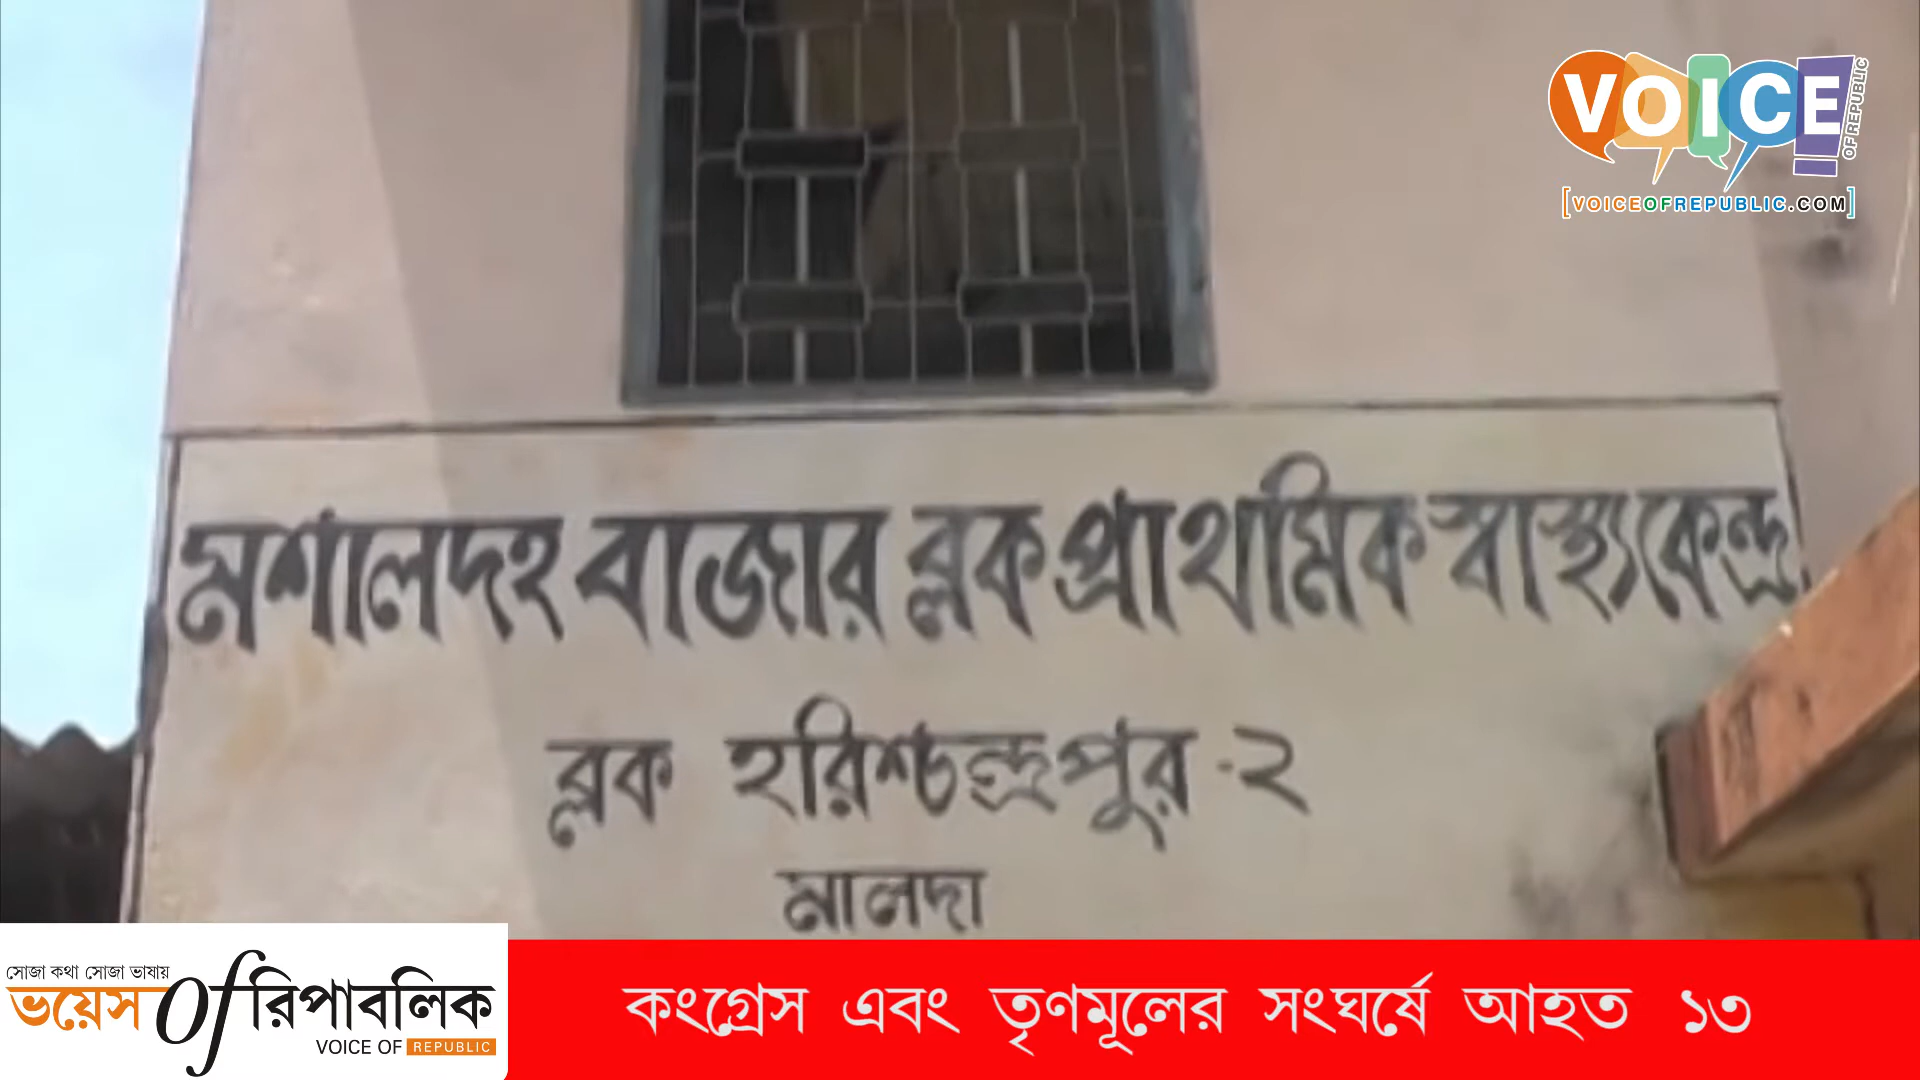 VOICE!
OF REPUBLIC
[VOICEOFREPUBLIC.COM]
মশালদহ বাজার ব্লক প্রাথমিক স্বাস্থ্যকেন্দ্র
ব্লক হরিশ্চন্দ্রপুর-২
মালদা
সোজা কথা সোজা ভাষায়
ভয়েস of রিপাবলিক
VOICE OF REPUBLIC
কংগ্রেস এবং তৃণমূলের সংঘর্ষে আহত ১৩